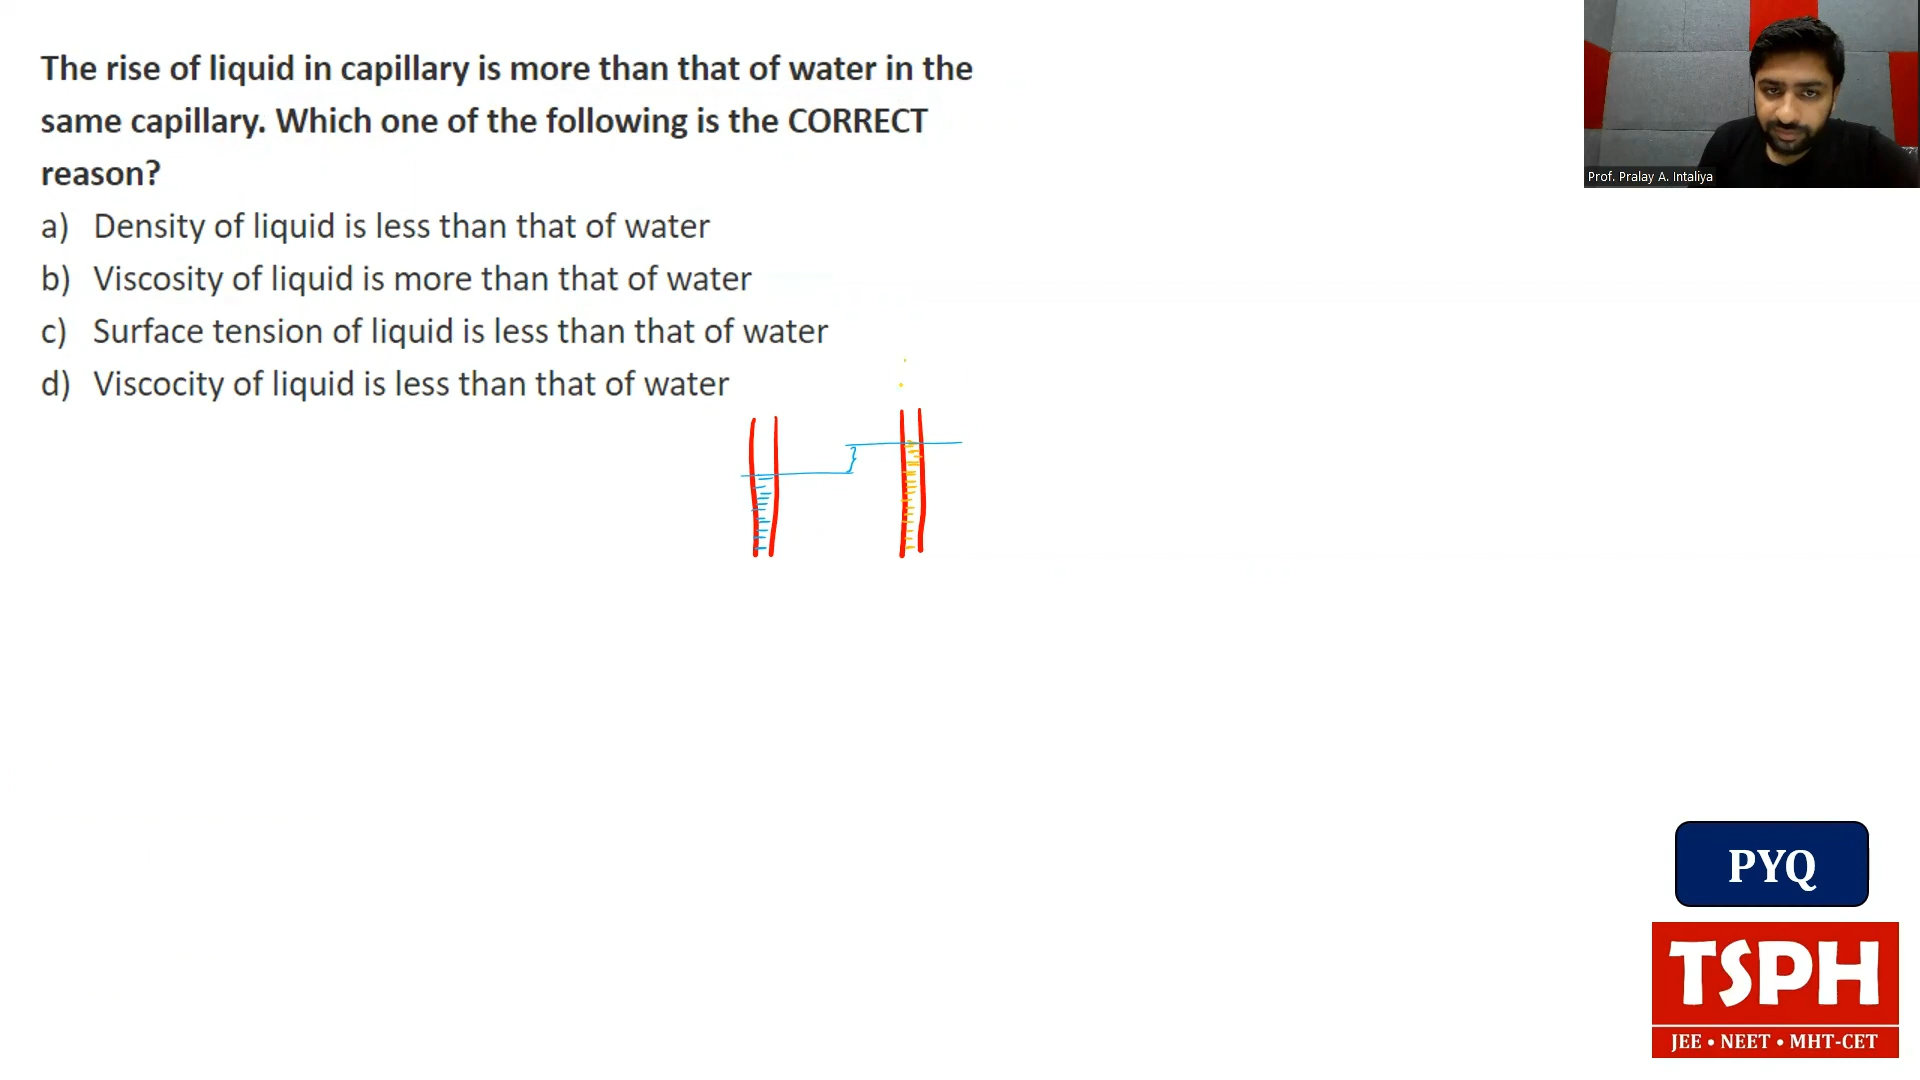 The rise of liquid in capillary is more than that of water in the
same capillary. Which one of the following is the CORRECT
reason?
a) Density of liquid is less than that of water
b) Viscosity of liquid is more than that of water
c) Surface tension of liquid is less than that of water
d) Viscocity of liquid is less than that of water
Prof. Pralay A. Intaliya
PYQ
TSPH
JEE • NEET • MHT-CET